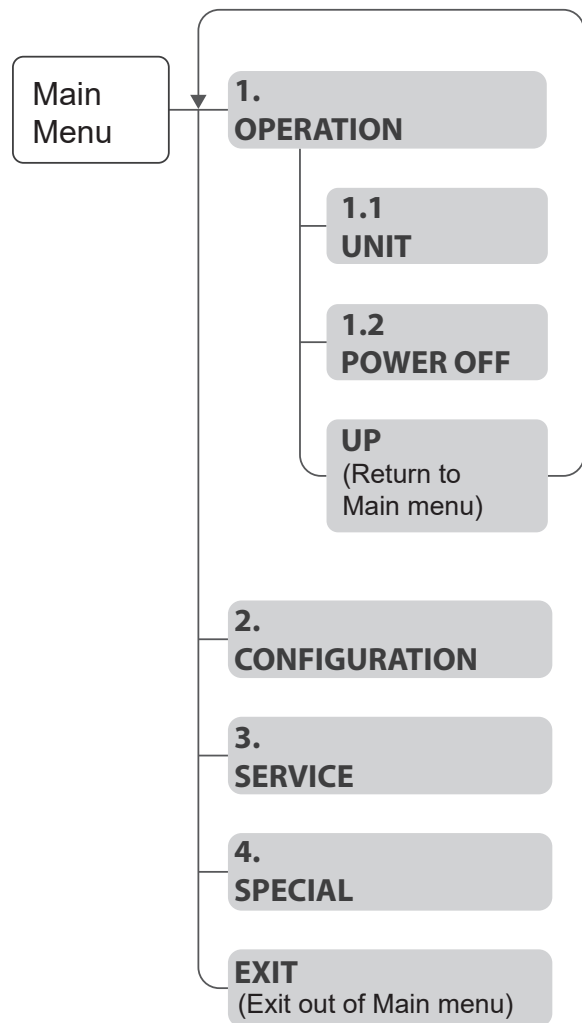 Main
Menu
1.
OPERATION
1.1
UNIT
1.2
POWER OFF
UP
(Return to
Main menu)
2.
CONFIGURATION
3.
SERVICE
4.
SPECIAL
EXIT
(Exit out of Main menu)